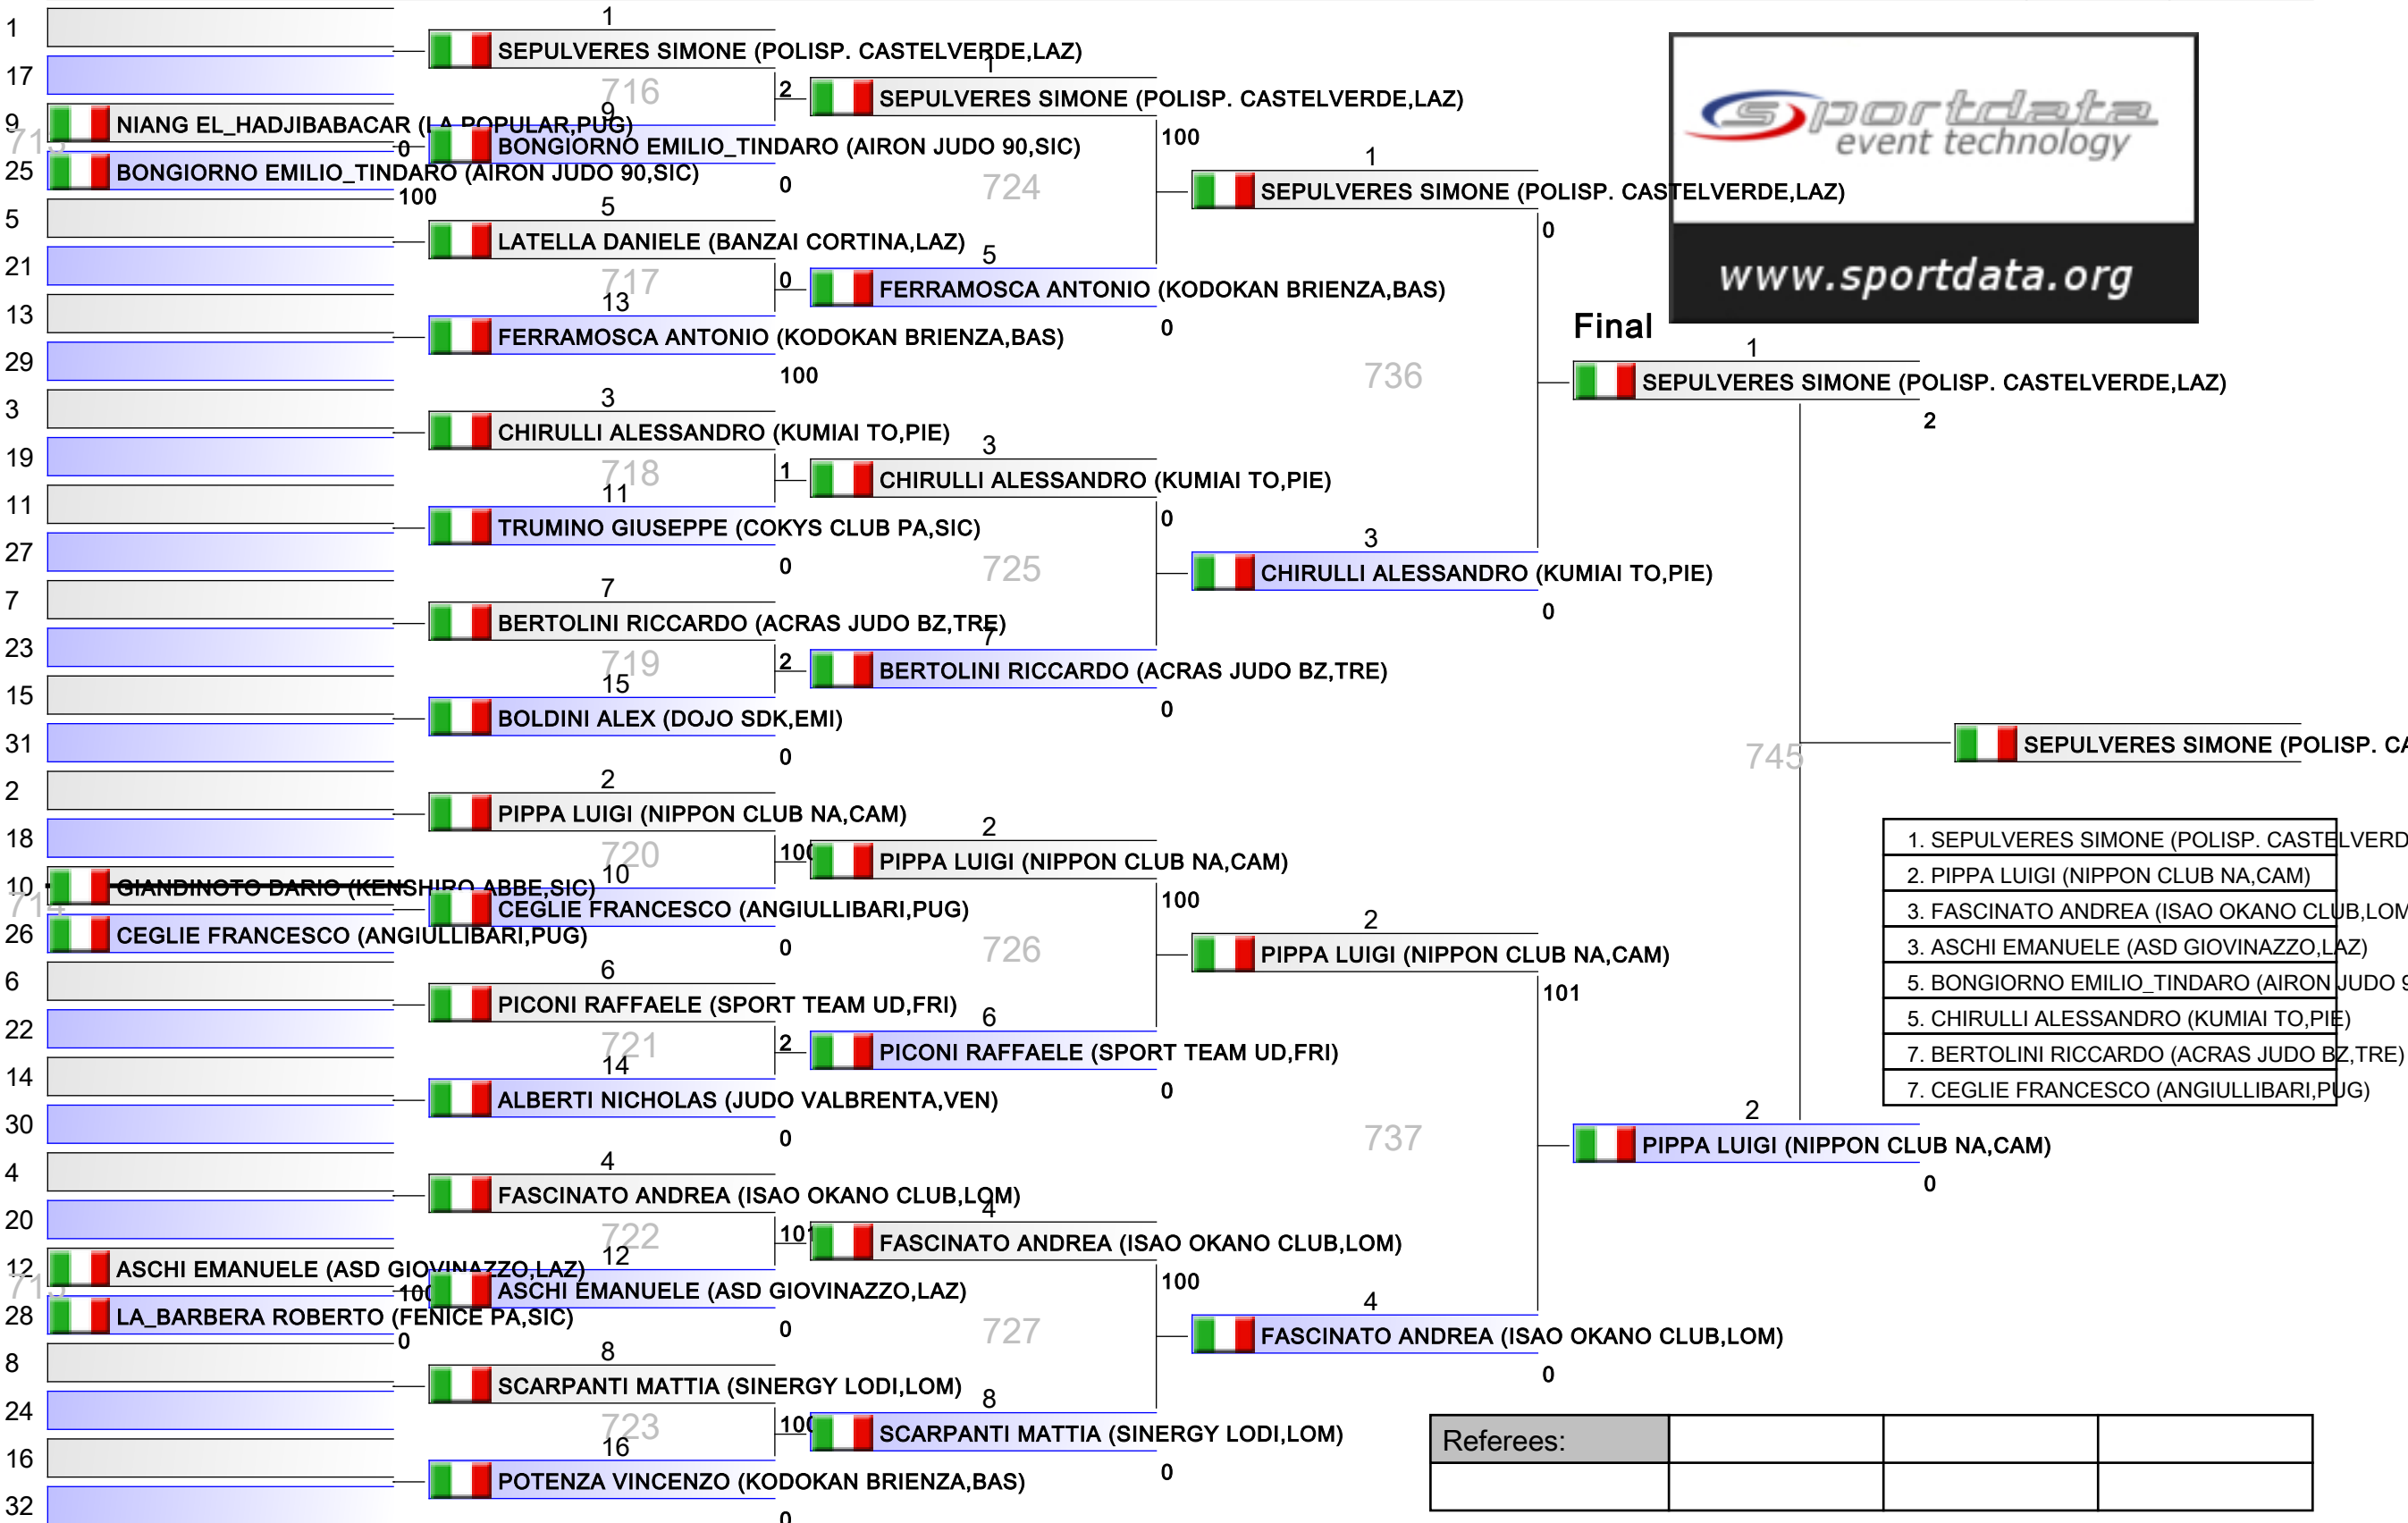 1
17
9
NIANG EL_HADJIBABACAR (LA POPULAR,PUG)
0
25
BONGIORNO EMILIO_TINDARO (AIRON JUDO 90,SIC)
100
5
21
13
29
3
19
11
27
7
23
15
31
2
18
10
GIANDINOTO DARIO (KENSHIRO ABBE,SIC)
714
26
CEGLIE FRANCESCO (ANGIULLIBARI,PUG)
6
22
14
30
4
20
12
ASCHI EMANUELE (ASD GIOVINAZZO,LAZ)
100
28
LA_BARBERA ROBERTO (FENICE PA,SIC)
0
8
24
16
32
1
SEPULVERES SIMONE (POLISP. CASTELVERDE,LAZ)
716
2
9
BONGIORNO EMILIO_TINDARO (AIRON JUDO 90,SIC)
0
5
LATELLA DANIELE (BANZAI CORTINA,LAZ)
717
0
13
FERRAMOSCA ANTONIO (KODOKAN BRIENZA,BAS)
100
3
CHIRULLI ALESSANDRO (KUMIAI TO,PIE)
718
1
11
TRUMINO GIUSEPPE (COKYS CLUB PA,SIC)
0
7
BERTOLINI RICCARDO (ACRAS JUDO BZ,TRE)
719
2
15
BOLDINI ALEX (DOJO SDK,EMI)
0
2
PIPPA LUIGI (NIPPON CLUB NA,CAM)
720
100
10
CEGLIE FRANCESCO (ANGIULLIBARI,PUG)
0
6
PICONI RAFFAELE (SPORT TEAM UD,FRI)
721
2
14
ALBERTI NICHOLAS (JUDO VALBRENTA,VEN)
0
4
FASCINATO ANDREA (ISAO OKANO CLUB,LOM)
722
101
12
ASCHI EMANUELE (ASD GIOVINAZZO,LAZ)
0
8
SCARPANTI MATTIA (SINERGY LODI,LOM)
723
100
16
POTENZA VINCENZO (KODOKAN BRIENZA,BAS)
0
1
SEPULVERES SIMONE (POLISP. CASTELVERDE,LAZ)
100
724
5
FERRAMOSCA ANTONIO (KODOKAN BRIENZA,BAS)
0
3
CHIRULLI ALESSANDRO (KUMIAI TO,PIE)
0
725
7
BERTOLINI RICCARDO (ACRAS JUDO BZ,TRE)
0
2
PIPPA LUIGI (NIPPON CLUB NA,CAM)
100
726
6
PICONI RAFFAELE (SPORT TEAM UD,FRI)
0
4
FASCINATO ANDREA (ISAO OKANO CLUB,LOM)
100
727
8
SCARPANTI MATTIA (SINERGY LODI,LOM)
0
1
SEPULVERES SIMONE (POLISP. CASTELVERDE,LAZ)
0
736
3
CHIRULLI ALESSANDRO (KUMIAI TO,PIE)
0
2
PIPPA LUIGI (NIPPON CLUB NA,CAM)
101
737
4
FASCINATO ANDREA (ISAO OKANO CLUB,LOM)
0
sportdata
event technology
www.sportdata.org
Final
1
SEPULVERES SIMONE (POLISP. CASTELVERDE,LAZ)
2
745
2
PIPPA LUIGI (NIPPON CLUB NA,CAM)
0
SEPULVERES SIMONE (POLISP. CA
1. SEPULVERES SIMONE (POLISP. CASTELVERD
2. PIPPA LUIGI (NIPPON CLUB NA,CAM)
3. FASCINATO ANDREA (ISAO OKANO CLUB,LOM
3. ASCHI EMANUELE (ASD GIOVINAZZO,LAZ)
5. BONGIORNO EMILIO_TINDARO (AIRON JUDO 9
5. CHIRULLI ALESSANDRO (KUMIAI TO,PIE)
7. BERTOLINI RICCARDO (ACRAS JUDO BZ,TRE)
7. CEGLIE FRANCESCO (ANGIULLIBARI,PUG)
Referees: